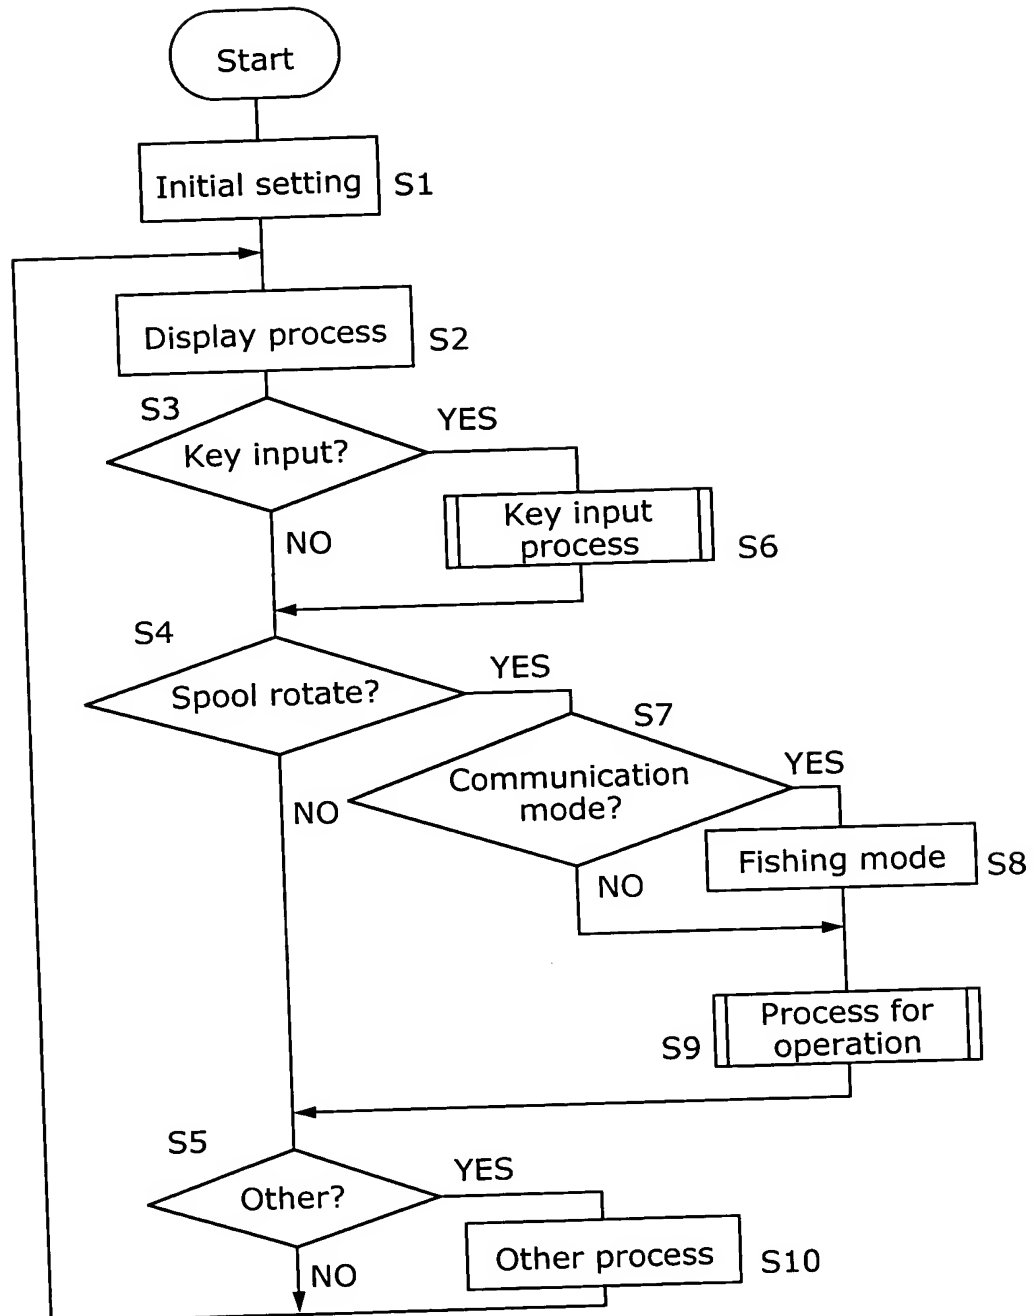 Start
Initial setting
S1
Display process
S2
S3
YES
Key input?
Key input
process
NO
S6
S4
YES
Spool rotate?
S7
YES
Communication
mode?
NO
Fishing mode
S8
NO
Process for
operation
S9
S5
YES
Other?
Other process
S10
NO